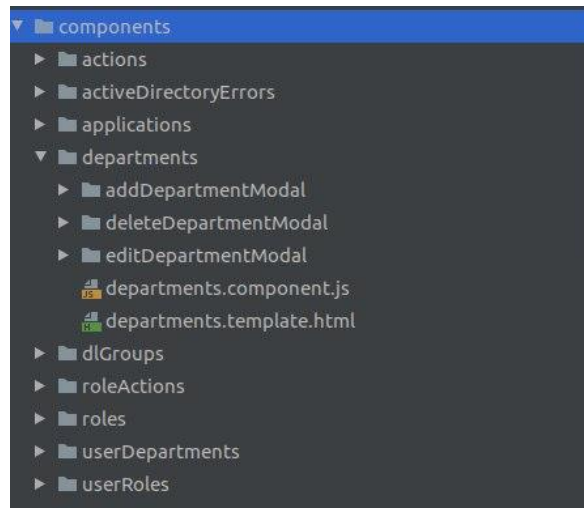 components
actions
activeDirectoryErrors
applications
departments
addDepartmentModal
deleteDepartmentModal
editDepartmentModal
departments.component.js
departments.template.html
dlGroups
roleActions
roles
userDepartments
userRoles